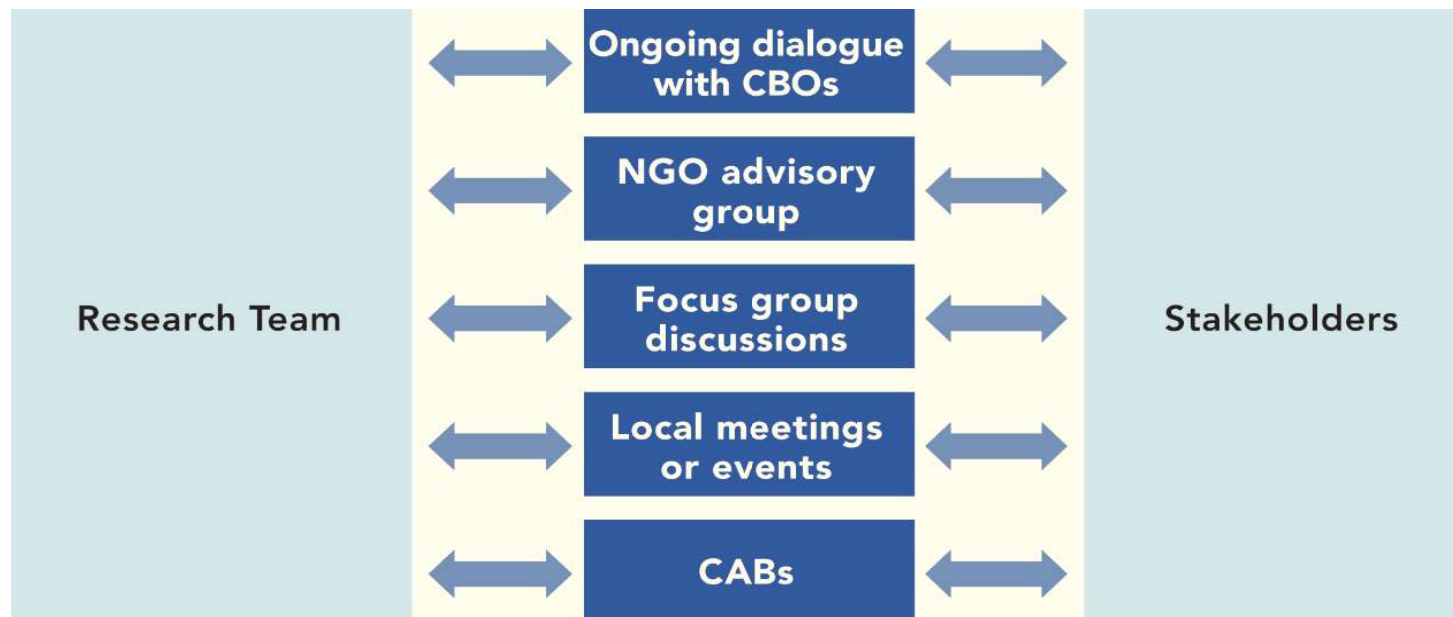 Ongoing dialogue
with CBOs
NGO advisory
group
Research Team
Focus group
discussions
Stakeholders
Local meetings
or events
CABs